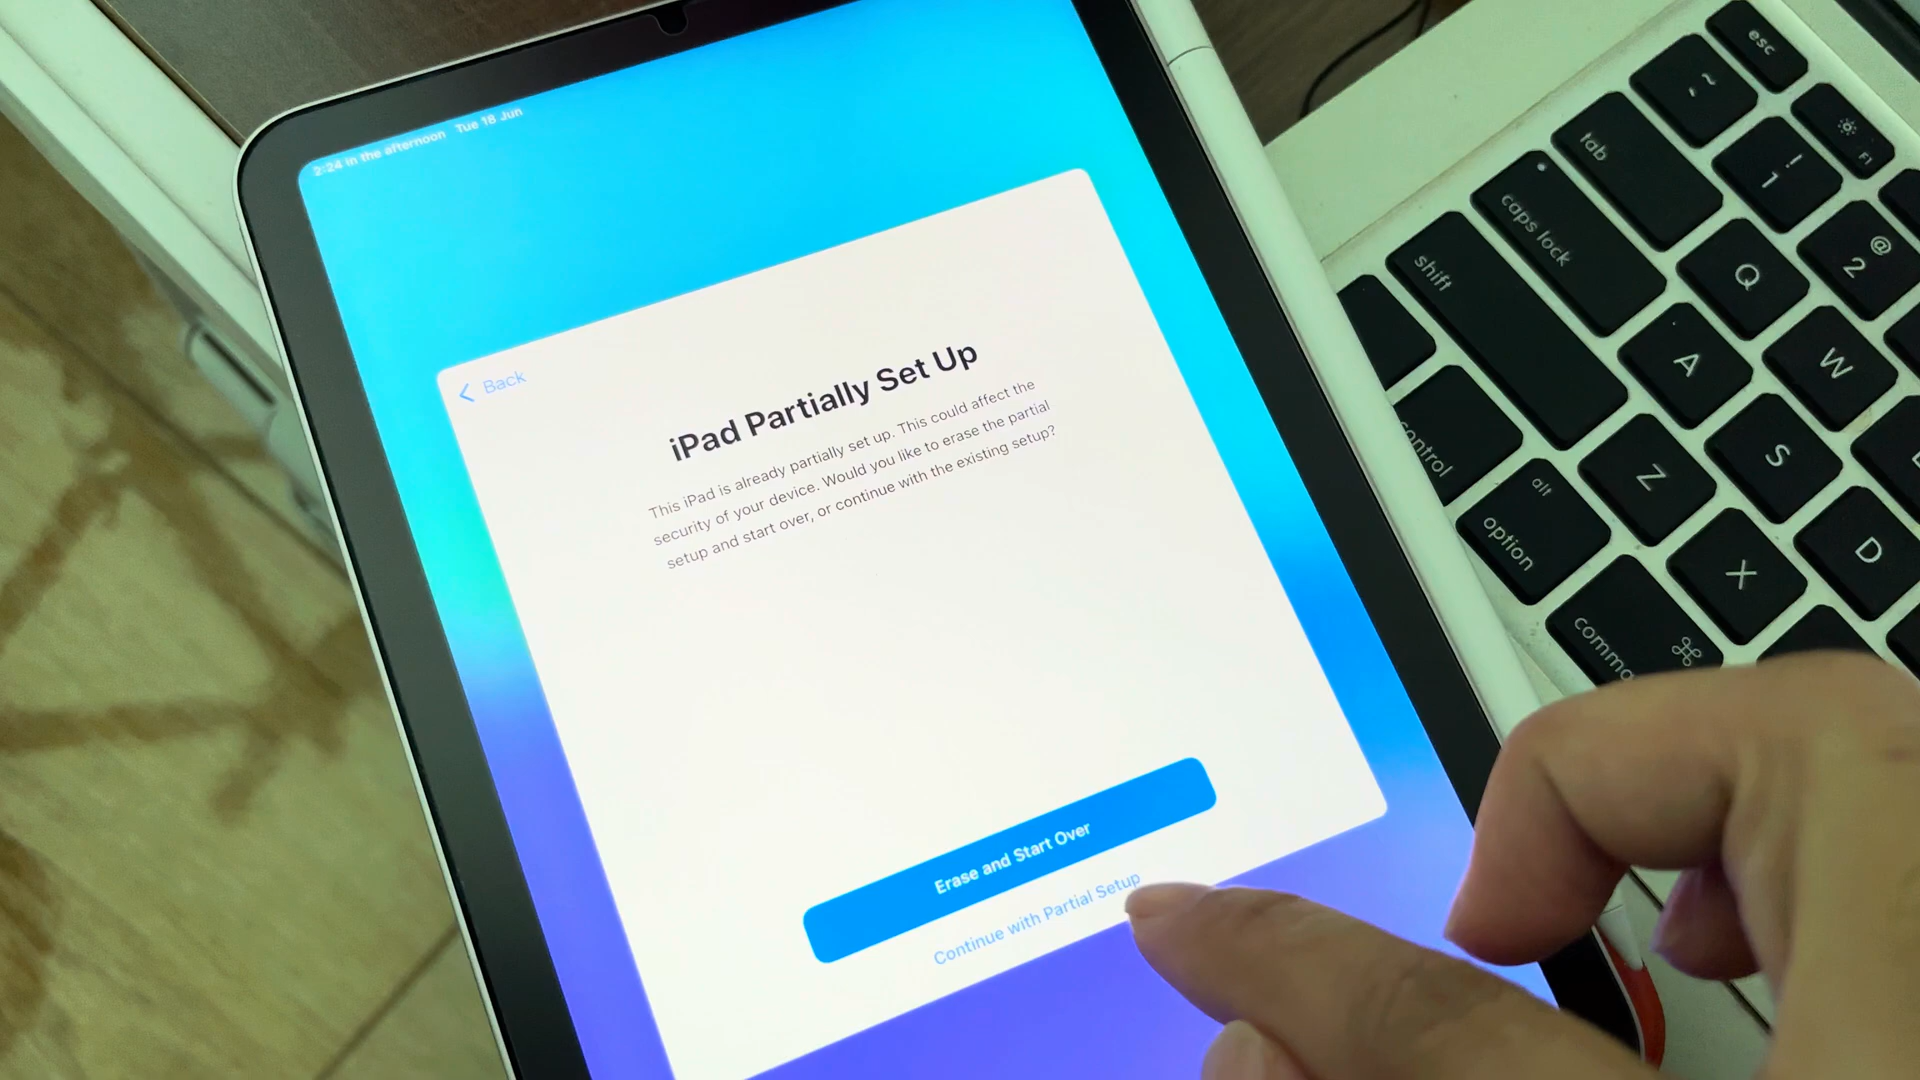 2:24 in the afternoon Tue 18 Jun
Back
iPad Partially Set Up
This iPad is already partially set up. This could affect the
security of your device. Would you like to erase the partial
setup and start over, or continue with the existing setup?
Erase and Start Over
Continue with Partial Setup
esc
~
F1
tab
!
1
@
2
caps lock
Q
W
shift
A
S
D
control
Z
X
alt
option
⌘